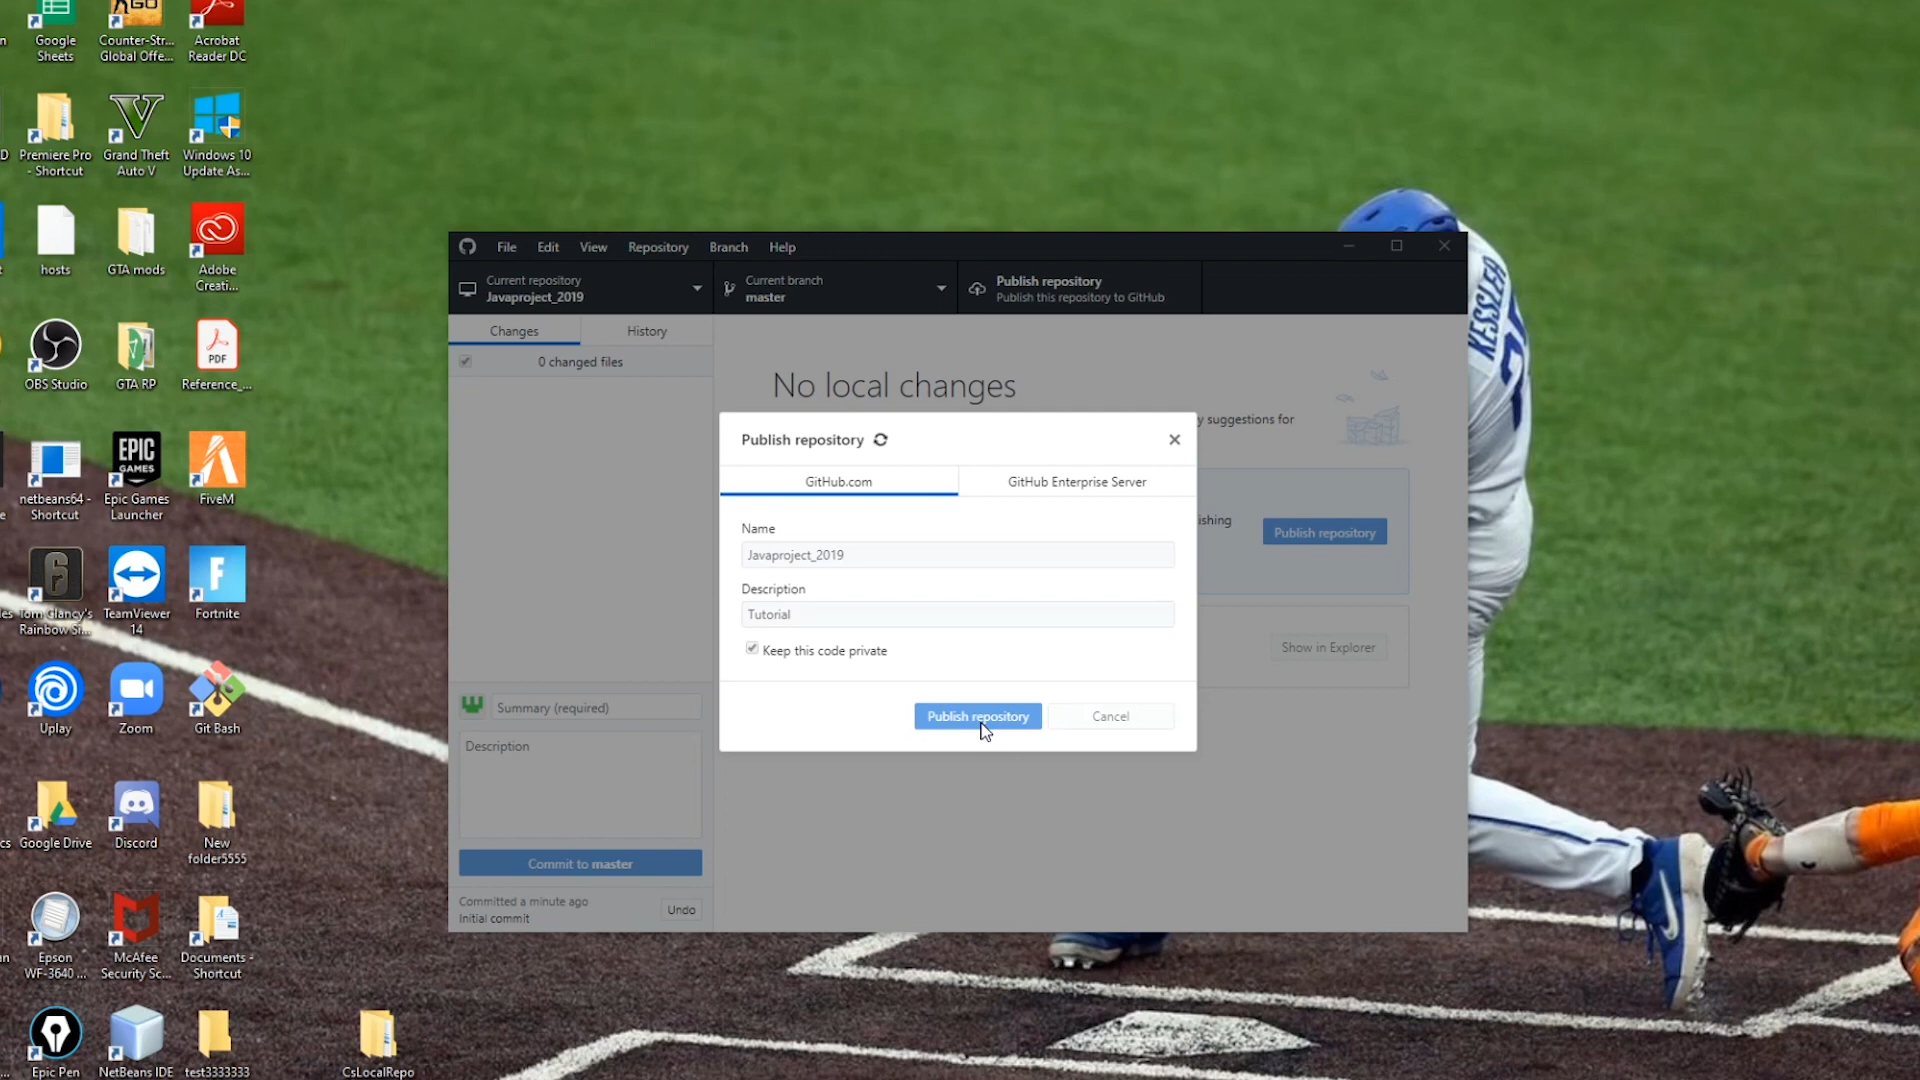 Google
Sheets
Counter-Str...
Global Offe...
Acrobat
Reader DC
Premiere Pro
- Shortcut
Grand Theft
Auto V
Windows 10
Update As...
hosts
GTA mods
Adobe
Creati...
OBS Studio
GTA RP
PDF
Reference_...
netbeans64 -
Shortcut
EPIC
GAMES
Epic Games
Launcher
FiveM
Tom Clancy's
Rainbow Si...
TeamViewer
14
Fortnite
Uplay
Zoom
Git Bash
Google Drive
Discord
New
folder5555
Epson
WF-3640 ...
McAfee
Security Sc...
Documents -
Shortcut
Epic Pen
NetBeans IDE
test3333333
CsLocalRepo
KESSLER
File Edit View Repository Branch Help
Current repository
Javaproject_2019
Current branch
master
Publish repository
Publish this repository to GitHub
Changes
History
0 changed files
No local changes
y suggestions for
ishing
Publish repository
Show in Explorer
Publish repository
GitHub.com
GitHub Enterprise Server
Name
Javaproject_2019
Description
Tutorial
Keep this code private
Publish repository
Cancel
Summary (required)
Description
Commit to master
Committed a minute ago
Initial commit
Undo